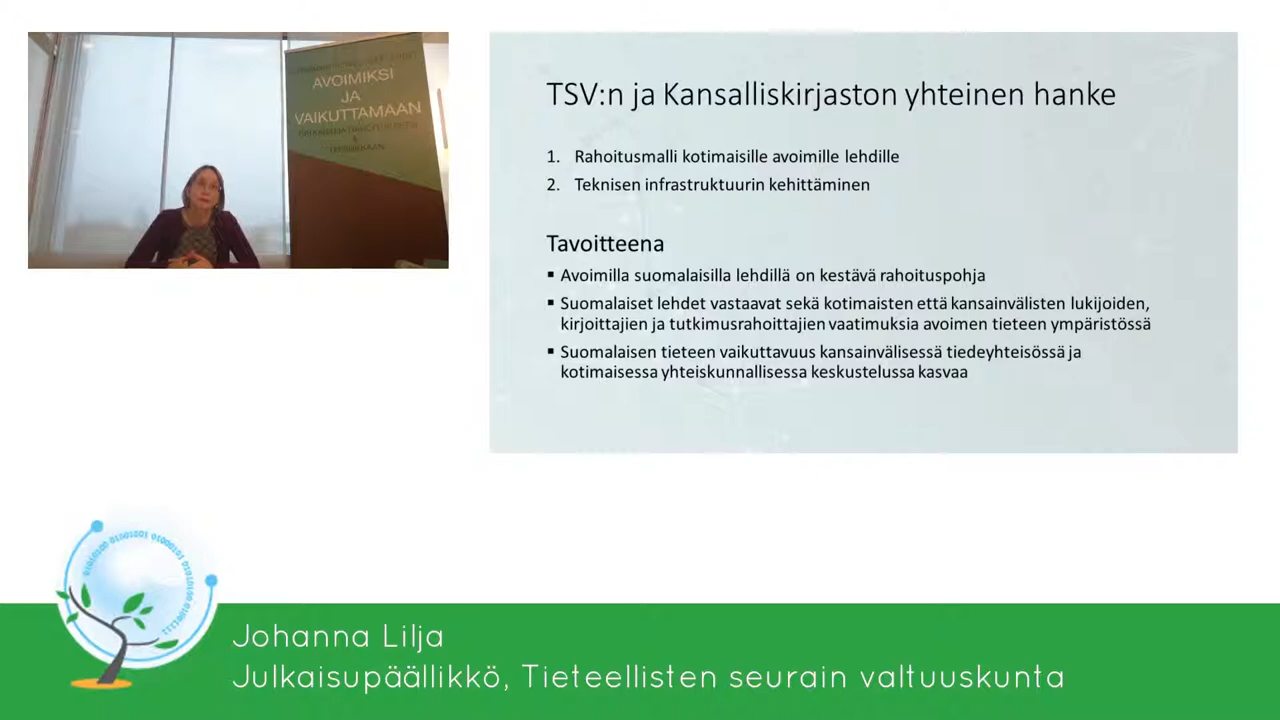 AVOIMIKSI
JA
VAIKUTTAMAAN
TSV:n ja Kansalliskirjaston yhteinen hanke
1. Rahoitusmalli kotimaisille avoimille lehdille
2. Teknisen infrastruktuurin kehittäminen
Tavoitteena
▪ Avoimilla suomalaisilla lehdillä on kestävä rahoituspohja
▪ Suomalaiset lehdet vastaavat sekä kotimaisten että kansainvälisten lukijoiden,
kirjoittajien ja tutkimusrahoittajien vaatimuksia avoimen tieteen ympäristössä
▪ Suomalaisen tieteen vaikuttavuus kansainvälisessä tiedeyhteisössä ja
kotimaisessa yhteiskunnallisessa keskustelussa kasvaa
Johanna Lilja
Julkaisupäällikkö, Tieteellisten seurain valtuuskunta